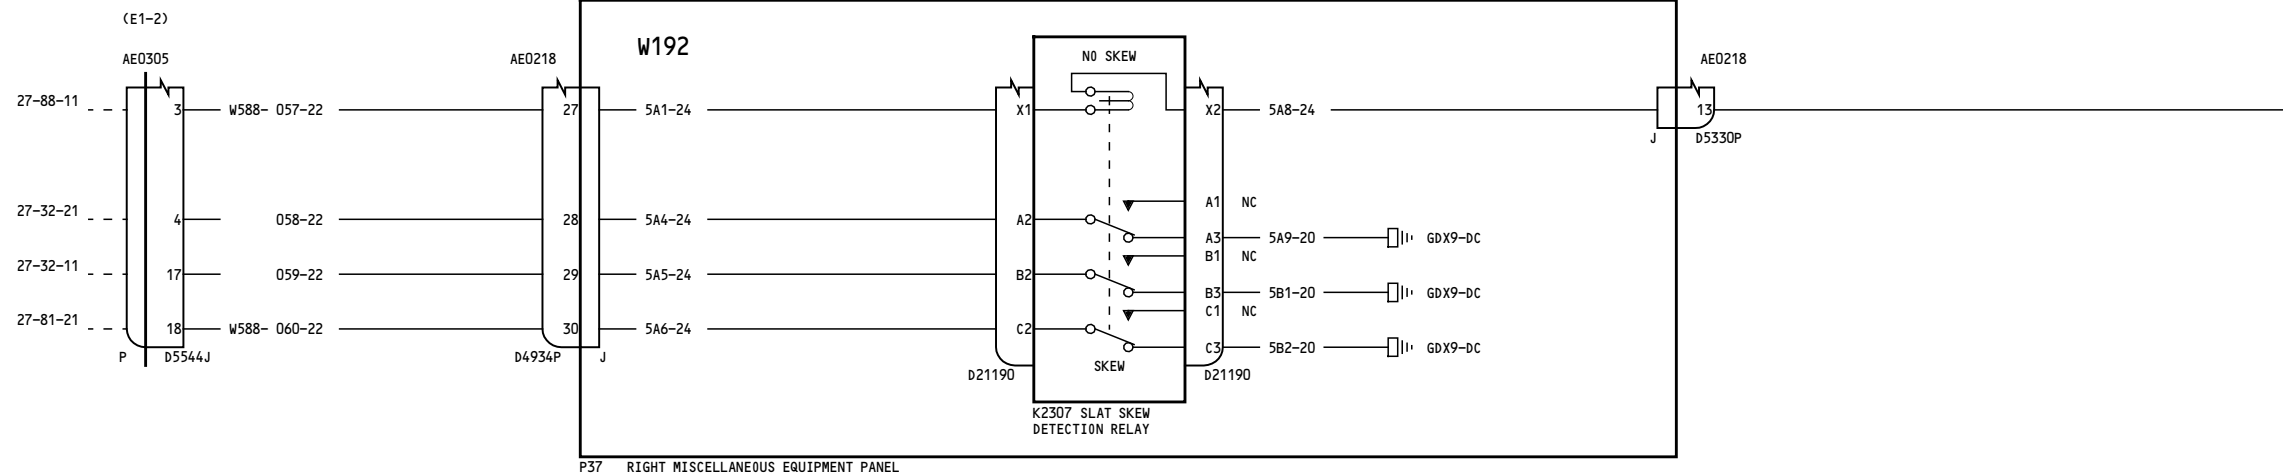 (E1-2)
AE0305
AE0218
W192
NO SKEW
AE0218
27-88-11
3
W588- 057-22
27
5A1-24
X1
X2
5A8-24
13
J
D5330P
A1 NC
27-32-21
4
058-22
28
5A4-24
A2
A3
5A9-20
GDX9-DC
B1 NC
27-32-11
17
059-22
29
5A5-24
B2
B3
5B1-20
GDX9-DC
C1 NC
27-81-21
18
W588- 060-22
30
5A6-24
C2
C3
5B2-20
GDX9-DC
P
D5544J
D4934P
J
SKEW
D21190
D21190
K2307 SLAT SKEW
DETECTION RELAY
P37 RIGHT MISCELLANEOUS EQUIPMENT PANEL